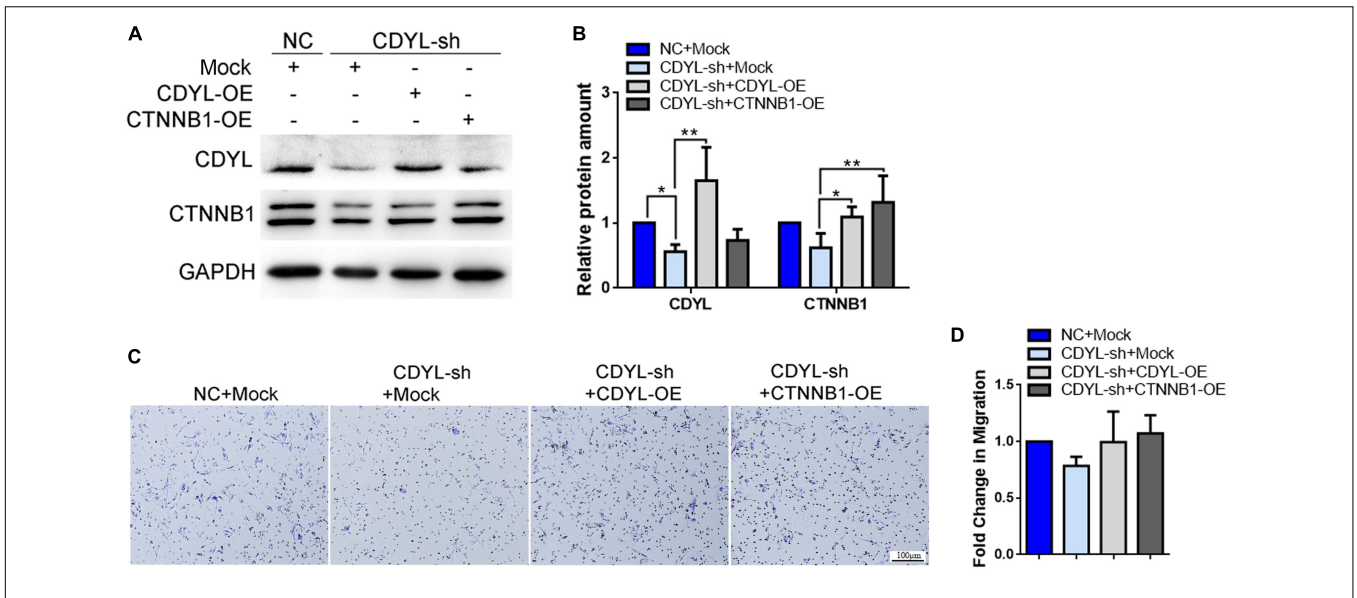 A
NC CDYL-sh
Mock + + - -
CDYL-OE - - + -
CTNNB1-OE - - - +
CDYL
CTNNB1
GAPDH
B
NC+Mock
CDYL-sh+Mock
CDYL-sh+CDYL-OE
CDYL-sh+CTNNB1-OE
Relative protein amount
3
2
1
0
* ** * **
CDYL CTNNB1
C
NC+Mock
CDYL-sh
+Mock
CDYL-sh
+CDYL-OE
CDYL-sh
+CTNNB1-OE
100μm
D
NC+Mock
CDYL-sh+Mock
CDYL-sh+CDYL-OE
CDYL-sh+CTNNB1-OE
Fold Change in Migration
1.5
1.0
0.5
0.0